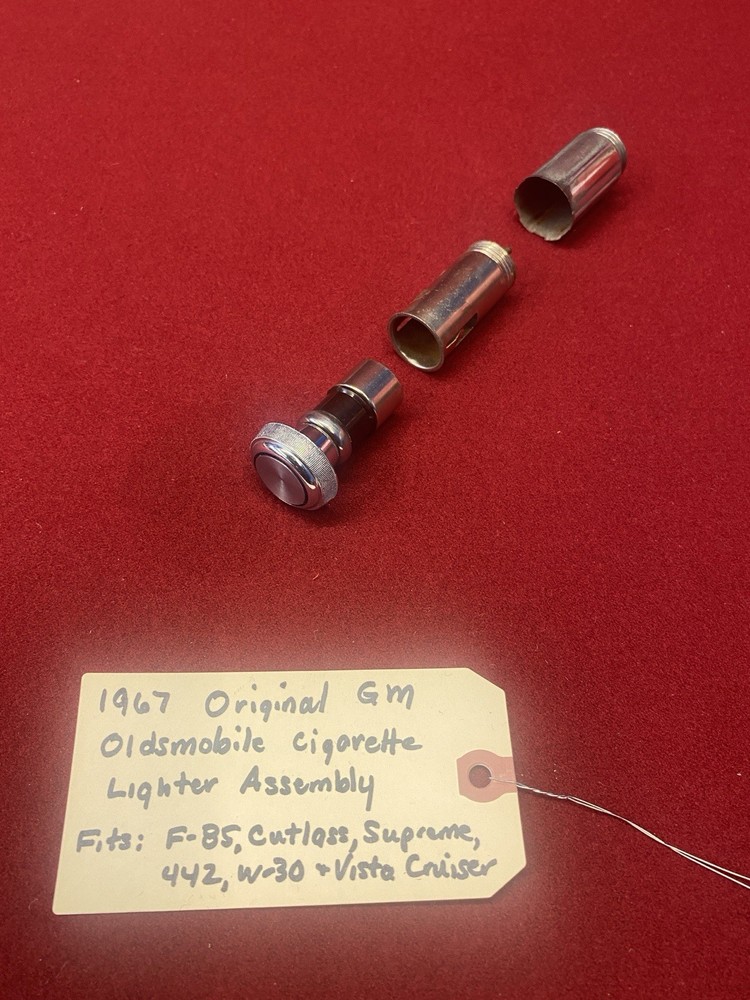 1967 Original GM
Oldsmobile Cigarette
Lighter Assembly
Fits: F-85, Cutlass, Supreme,
442, W-30 + Vista Cruiser